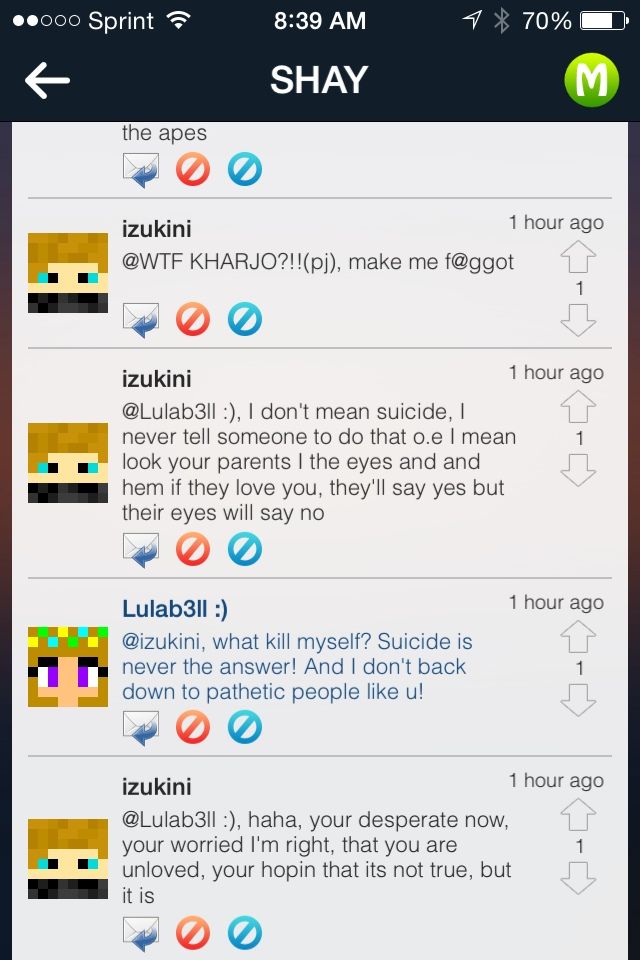 Sprint 8:39 AM 70%
SHAY M
the apes
izukini 1 hour ago
@WTF KHARJO?!!(pj), make me f@ggot
1
izukini 1 hour ago
@Lulab3ll :), I don't mean suicide, I
never tell someone to do that o.e I mean
look your parents I the eyes and and
hem if they love you, they'll say yes but
their eyes will say no
1
Lulab3ll :) 1 hour ago
@izukini, what kill myself? Suicide is
never the answer! And I don't back
down to pathetic people like u!
1
izukini 1 hour ago
@Lulab3ll :), haha, your desperate now,
your worried I'm right, that you are
unloved, your hopin that its not true, but
it is
1